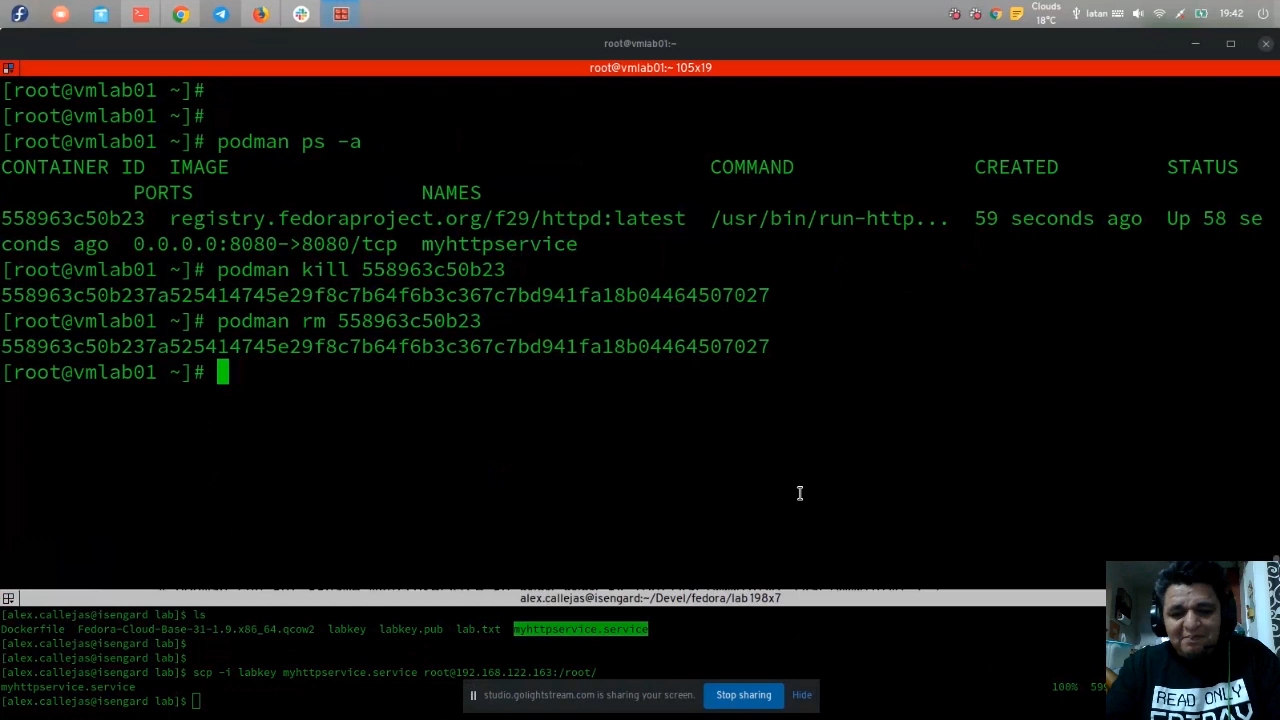 Clouds
18°C
latan
19:42
root@vmlab01:~
root@vmlab01:~ 105x19
[root@vmlab01 ~]#
[root@vmlab01 ~]#
[root@vmlab01 ~]# podman ps -a
CONTAINER ID  IMAGE                                        COMMAND               CREATED         STATUS
           PORTS                   NAMES
558963c50b23  registry.fedoraproject.org/f29/httpd:latest  /usr/bin/run-http...  59 seconds ago  Up 58 se
conds ago  0.0.0.0:8080->8080/tcp  myhttpservice
[root@vmlab01 ~]# podman kill 558963c50b23
558963c50b237a525414745e29f8c7b64f6b3c367c7bd941fa18b04464507027
[root@vmlab01 ~]# podman rm 558963c50b23
558963c50b237a525414745e29f8c7b64f6b3c367c7bd941fa18b04464507027
[root@vmlab01 ~]#
alex.callejas@isengard:~/Devel/fedora/lab 198x7
[alex.callejas@isengard lab]$ ls
Dockerfile  Fedora-Cloud-Base-31-1.9.x86_64.qcow2  labkey  labkey.pub  lab.txt  myhttpservice.service
[alex.callejas@isengard lab]$
[alex.callejas@isengard lab]$
[alex.callejas@isengard lab]$ scp -i labkey myhttpservice.service root@192.168.122.163:/root/
myhttpservice.service 100%
[alex.callejas@isengard lab]$
studio.golightstream.com is sharing your screen.
Stop sharing
Hide
READ ONLY